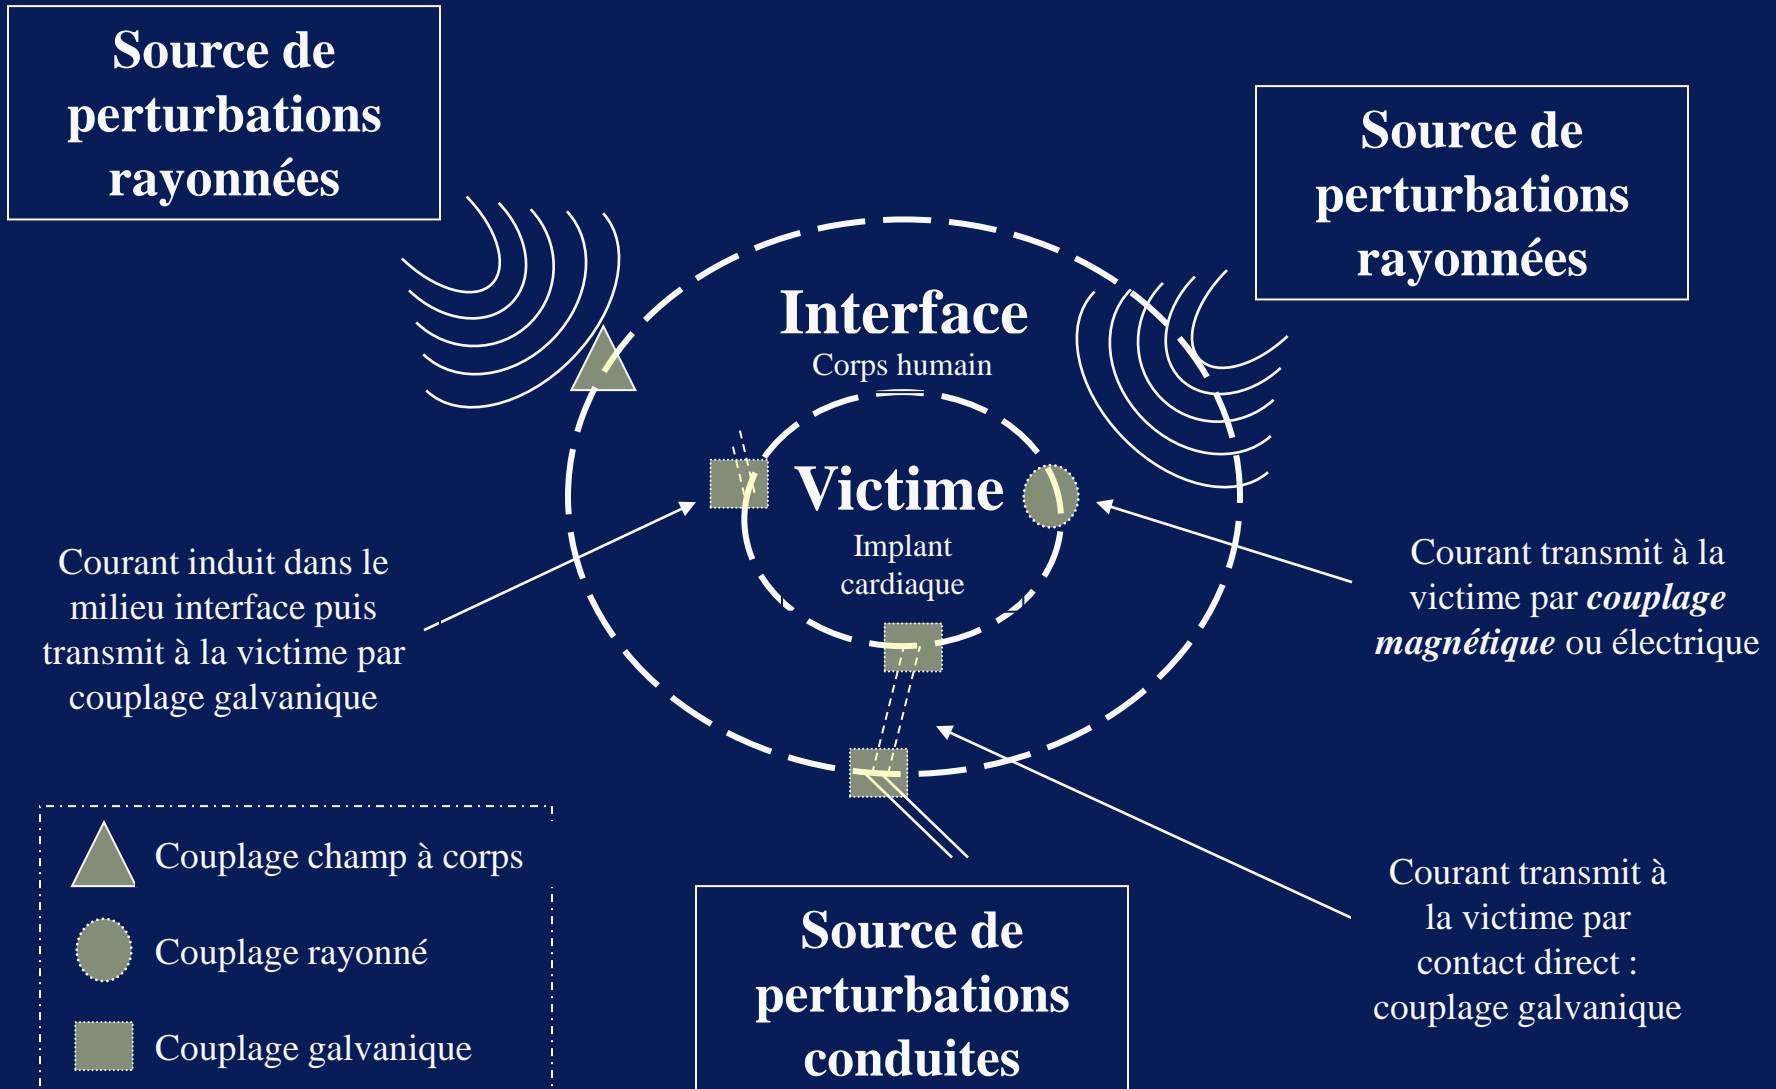 Source de
perturbations
rayonnées
Source de
perturbations
rayonnées
Interface
Corps humain
Victime
Implant
cardiaque
Courant induit dans le
milieu interface puis
transmit à la victime par
couplage galvanique
Courant transmit à la
victime par couplage
magnétique ou électrique
Couplage champ à corps
Couplage rayonné
Couplage galvanique
Source de
perturbations
conduites
Courant transmit à
la victime par
contact direct :
couplage galvanique